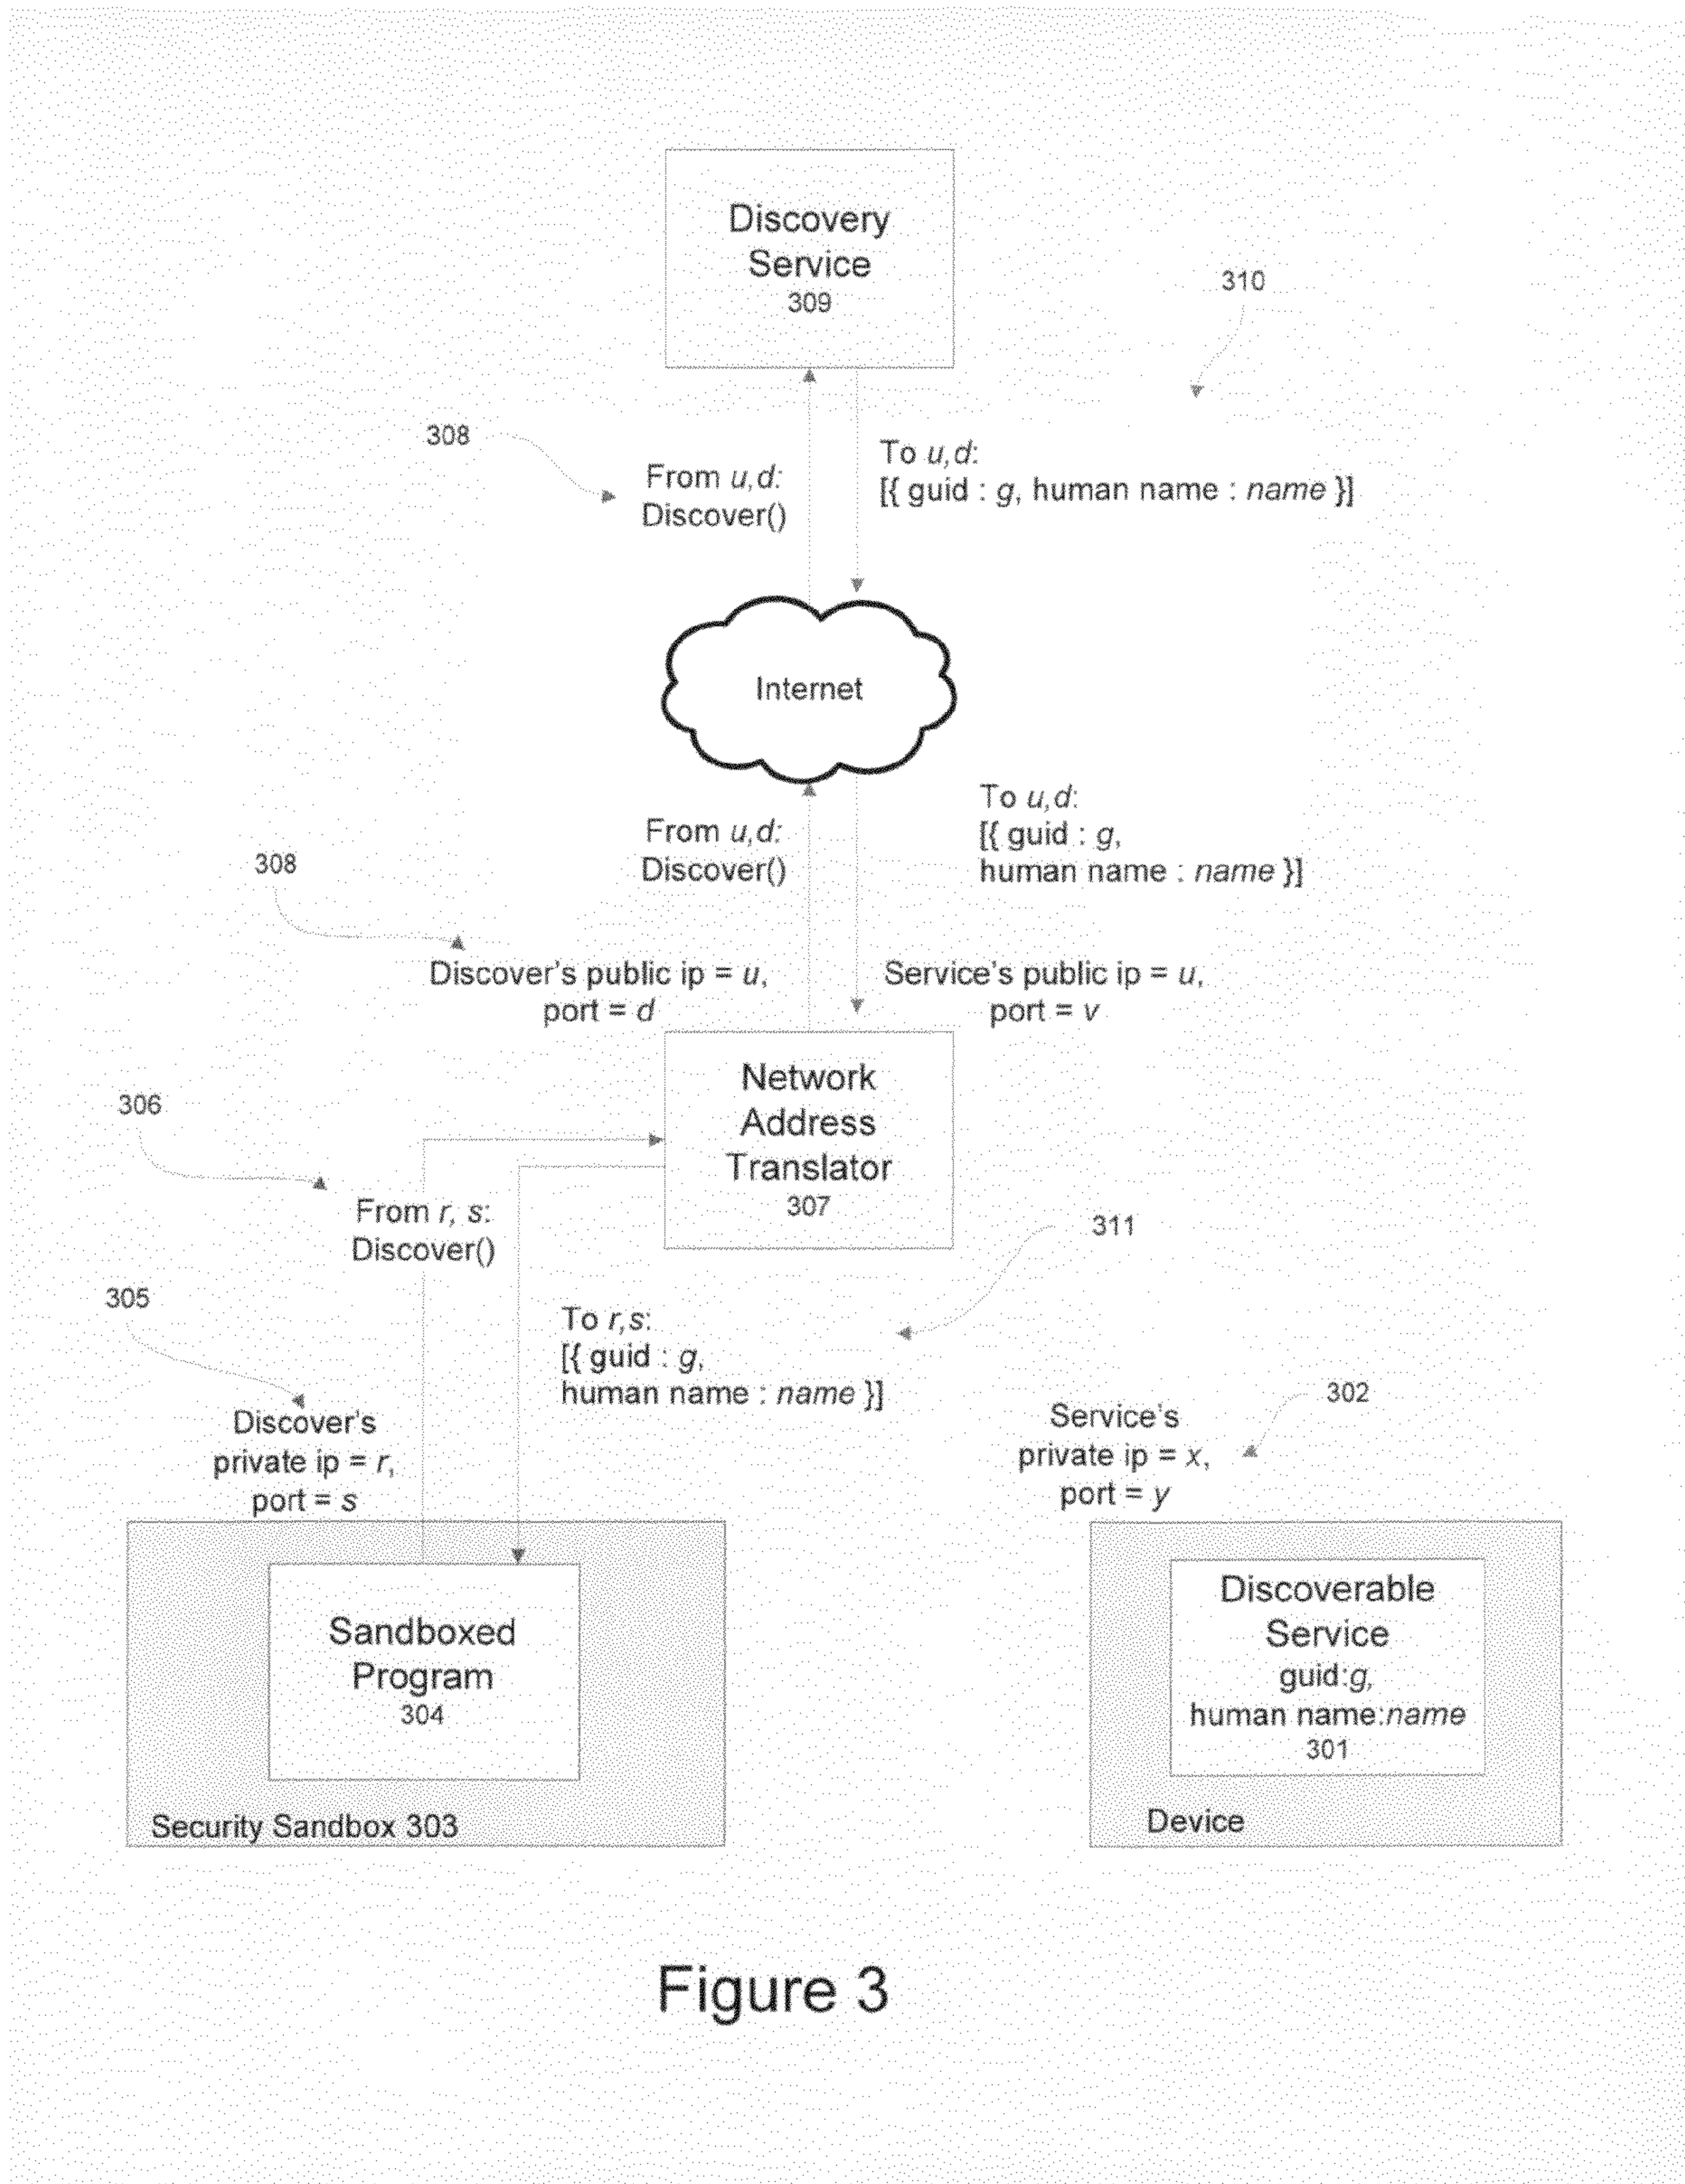 Discovery
Service
309
310
308
From u,d:
Discover()
To u,d:
[{ guid : g, human name : name }]
Internet
From u,d:
Discover()
To u,d:
[{ guid : g,
human name : name }]
308
Discover's public ip = u,
port = d
Service's public ip = u,
port = v
Network
Address
Translator
307
306
From r, s:
Discover()
311
305
To r,s:
[{ guid : g,
human name : name }]
302
Discover's
private ip = r,
port = s
Service's
private ip = x,
port = y
Sandboxed
Program
304
Security Sandbox 303
Discoverable
Service
guid:g,
human name:name
301
Device
Figure 3